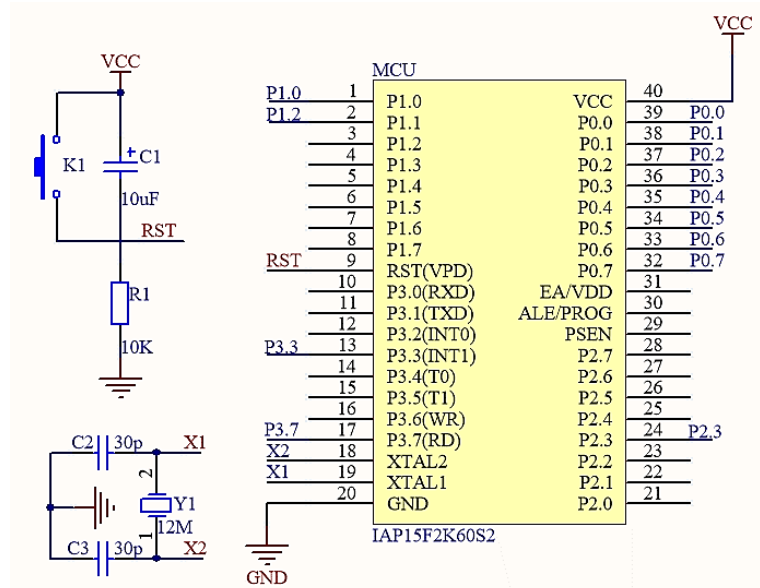 VCC
K1
C1
10uF
RST
R1
10K
C2 30p X1
2
Y1
12M
1
C3 30p X2
VCC
MCU
P1.0 1 P1.0 VCC 40
P1.2 2 P1.1 P0.0 39 P0.0
3 P1.2 P0.1 38 P0.1
4 P1.3 P0.2 37 P0.2
5 P1.4 P0.3 36 P0.3
6 P1.5 P0.4 35 P0.4
7 P1.6 P0.5 34 P0.5
8 P1.7 P0.6 33 P0.6
RST 9 RST(VPD) P0.7 32 P0.7
10 P3.0(RXD) EA/VDD 31
11 P3.1(TXD) ALE/PROG 30
12 P3.2(INT0) PSEN 29
P3.3 13 P3.3(INT1) P2.7 28
14 P3.4(T0) P2.6 27
15 P3.5(T1) P2.5 26
16 P3.6(WR) P2.4 25
P3.7 17 P3.7(RD) P2.3 24 P2.3
X2 18 XTAL2 P2.2 23
X1 19 XTAL1 P2.1 22
20 GND P2.0 21
IAP15F2K60S2
GND